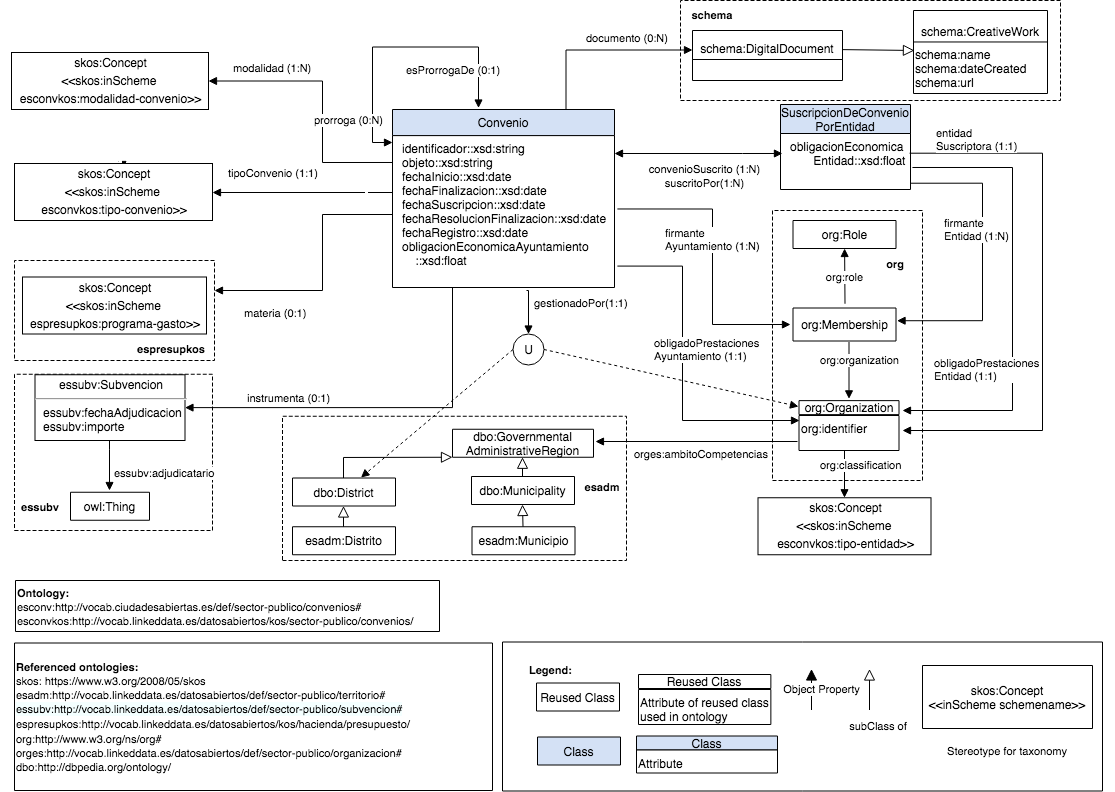 schema
schema:DigitalDocument
schema:CreativeWork
schema:name
schema:dateCreated
schema:url
documento (0:N)
skos:Concept
<<skos:inScheme
esconvkos:modalidad-convenio>>
modalidad (1:N)
esProrrogaDe (0:1)
prorroga (0:N)
Convenio
identificador::xsd:string
objeto::xsd:string
fechaInicio::xsd:date
fechaFinalizacion::xsd:date
fechaSuscripcion::xsd:date
fechaResolucionFinalizacion::xsd:date
fechaRegistro::xsd:date
obligacionEconomicaAyuntamiento
::xsd:float
SuscripcionDeConvenio
PorEntidad
obligacionEconomica
Entidad::xsd:float
entidad
Suscriptora (1:1)
convenioSuscrito (1:N)
suscritoPor(1:N)
skos:Concept
<<skos:inScheme
esconvkos:tipo-convenio>>
tipoConvenio (1:1)
firmante
Ayuntamiento (1:N)
firmante
Entidad (1:N)
org:Role
org
org:role
org:Membership
org:organization
skos:Concept
<<skos:inScheme
espresupkos:programa-gasto>>
espresupkos
materia (0:1)
gestionadoPor(1:1)
U
obligadoPrestaciones
Ayuntamiento (1:1)
obligadoPrestaciones
Entidad (1:1)
essubv:Subvencion
essubv:fechaAdjudicacion
essubv:importe
instrumenta (0:1)
essubv:adjudicatario
essubv
owl:Thing
org:Organization
org:identifier
org:classification
orges:ambitoCompetencias
dbo:Governmental
AdministrativeRegion
dbo:District
dbo:Municipality
esadm
esadm:Distrito
esadm:Municipio
skos:Concept
<<skos:inScheme
esconvkos:tipo-entidad>>
Ontology:
esconv:http://vocab.ciudadesabiertas.es/def/sector-publico/convenios#
esconvkos:http://vocab.linkeddata.es/datosabiertos/kos/sector-publico/convenios/
Referenced ontologies:
skos: https://www.w3.org/2008/05/skos
esadm:http://vocab.linkeddata.es/datosabiertos/def/sector-publico/territorio#
essubv:http://vocab.linkeddata.es/datosabiertos/def/sector-publico/subvencion#
espresupkos:http://vocab.linkeddata.es/datosabiertos/kos/hacienda/presupuesto/
org:http://www.w3.org/ns/org#
orges:http://vocab.linkeddata.es/datosabiertos/def/sector-publico/organizacion#
dbo:http://dbpedia.org/ontology/
Legend:
Reused Class
Reused Class
Attribute of reused class
used in ontology
Object Property
subClass of
skos:Concept
<<inScheme schemename>>
Class
Class
Attribute
Stereotype for taxonomy